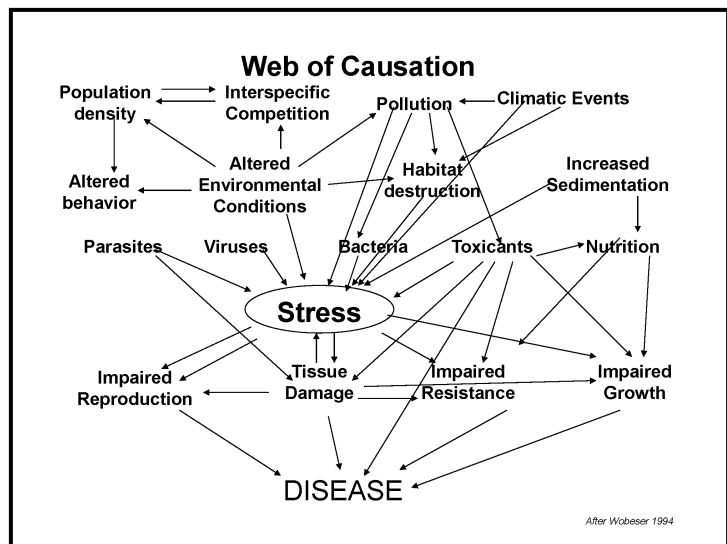 Web of Causation
Population
density
Interspecific
Competition
Pollution
Climatic Events
Altered
behavior
Altered
Environmental
Conditions
Habitat
destruction
Increased
Sedimentation
Parasites
Viruses
Bacteria
Toxicants
Nutrition
Stress
Impaired
Reproduction
Tissue
Damage
Impaired
Resistance
Impaired
Growth
DISEASE
After Wobeser 1994